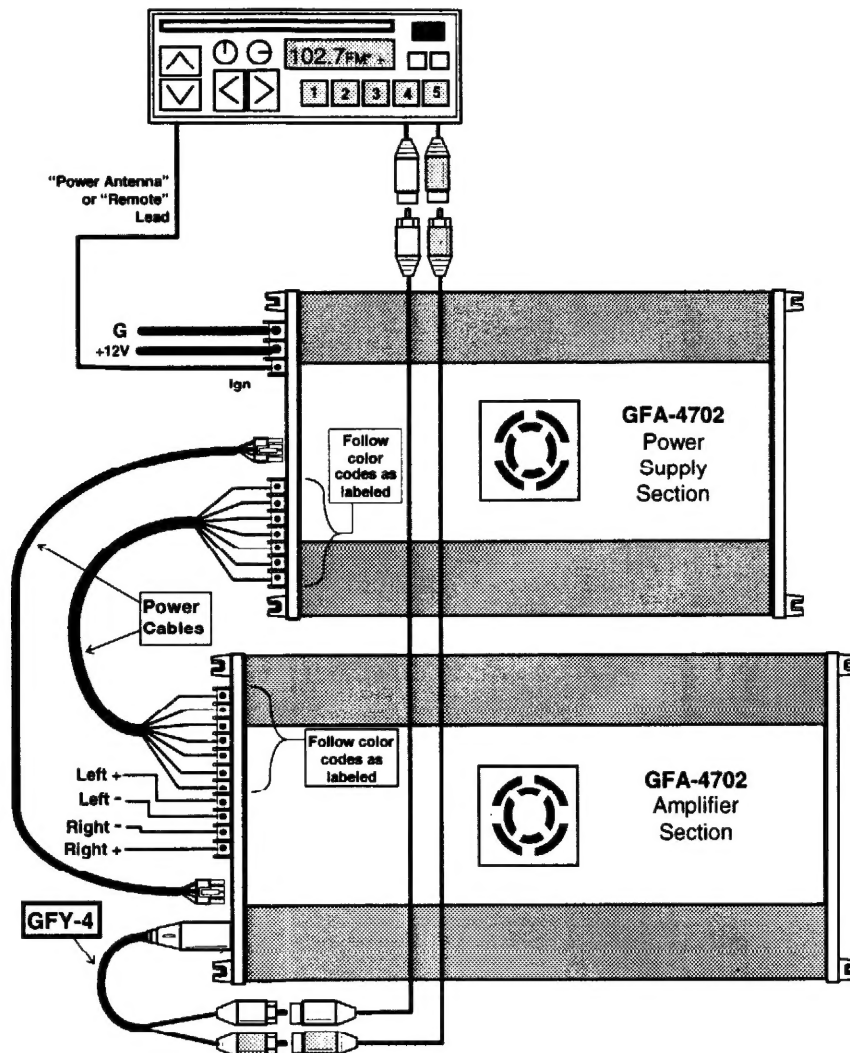 102.7FM +
1 2 3 4 5
"Power Antenna"
or "Remote"
Lead
G
+12V
Ign
Follow
color
codes as
labeled
GFA-4702
Power
Supply
Section
Power
Cables
Follow color
codes as
labeled
Left +
Left -
Right -
Right +
GFA-4702
Amplifier
Section
GFY-4